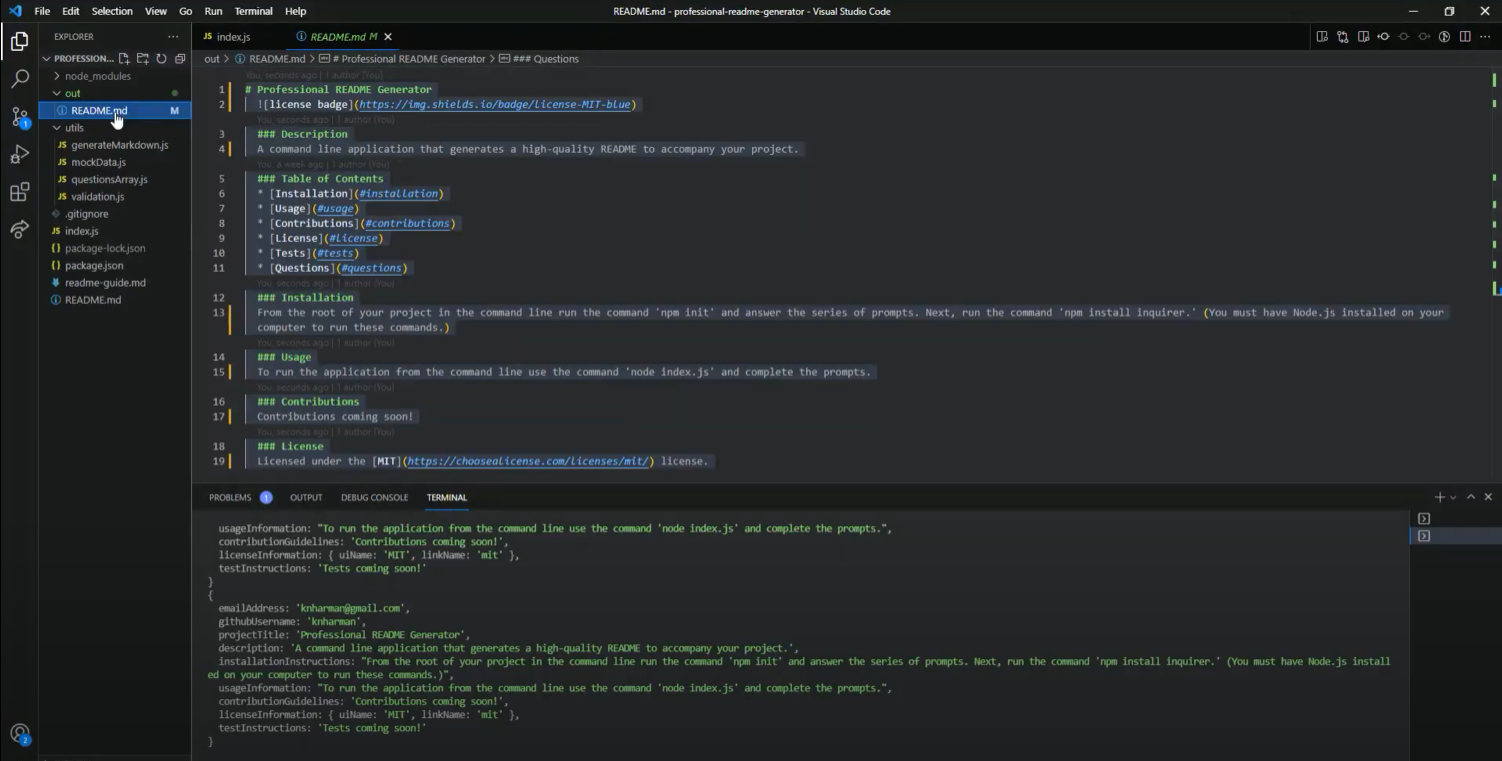 File Edit Selection View Go Run Terminal Help README.md - professional-readme-generator - Visual Studio Code
EXPLORER ···
PROFESSION...
node_modules
out
README.md M
utils
JS generateMarkdown.js
JS mockData.js
JS questionsArray.js
JS validation.js
.gitignore
JS index.js
{} package-lock.json
{} package.json
readme-guide.md
README.md
1
2
JS index.js README.md M
out > README.md > # Professional README Generator > ### Questions
You, seconds ago | 1 author (You)
1 # Professional README Generator
2 ![license badge](https://img.shields.io/badge/license-MIT-blue)
You, seconds ago | 1 author (You)
3 ### Description
4 A command line application that generates a high-quality README to accompany your project.
You, a week ago | 1 author (You)
5 ### Table of Contents
6 * [Installation](#installation)
7 * [Usage](#usage)
8 * [Contributions](#contributions)
9 * [License](#license)
10 * [Tests](#tests)
11 * [Questions](#questions)
You, seconds ago | 1 author (You)
12 ### Installation
13 From the root of your project in the command line run the command 'npm init' and answer the series of prompts. Next, run the command 'npm install inquirer.' (You must have Node.js installed on your
computer to run these commands.)
You, seconds ago | 1 author (You)
14 ### Usage
15 To run the application from the command line use the command 'node index.js' and complete the prompts.
You, seconds ago | 1 author (You)
16 ### Contributions
17 Contributions coming soon!
You, seconds ago | 1 author (You)
18 ### License
19 Licensed under the [MIT](https://choosealicense.com/licenses/mit/) license.
PROBLEMS 1 OUTPUT DEBUG CONSOLE TERMINAL
usageInformation: "To run the application from the command line use the command 'node index.js' and complete the prompts.",
contributionGuidelines: 'Contributions coming soon!',
licenseInformation: { uiName: 'MIT', linkName: 'mit' },
testInstructions: 'Tests coming soon!'
}
{
emailAddress: 'knharman@gmail.com',
githubUsername: 'knharman',
projectTitle: 'Professional README Generator',
description: 'A command line application that generates a high-quality README to accompany your project.',
installationInstructions: "From the root of your project in the command line run the command 'npm init' and answer the series of prompts. Next, run the command 'npm install inquirer.' (You must have Node.js install
ed on your computer to run these commands.)",
usageInformation: "To run the application from the command line use the command 'node index.js' and complete the prompts.",
contributionGuidelines: 'Contributions coming soon!',
licenseInformation: { uiName: 'MIT', linkName: 'mit' },
testInstructions: 'Tests coming soon!'
}